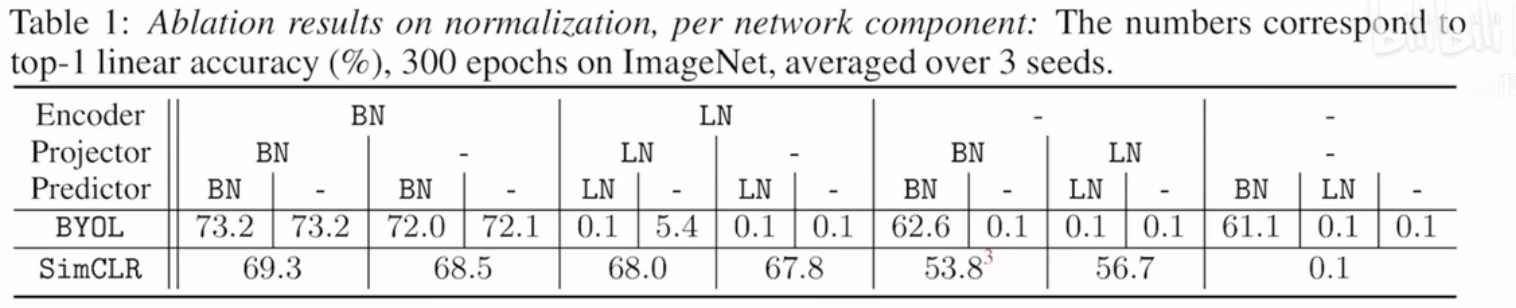 Table 1: Ablation results on normalization, per network component: The numbers correspond to
top-1 linear accuracy (%), 300 epochs on ImageNet, averaged over 3 seeds.
Encoder BN LN - -
Projector BN - LN - BN LN -
Predictor BN - BN - LN - LN - BN - LN - BN LN -
BYOL 73.2 73.2 72.0 72.1 0.1 5.4 0.1 0.1 62.6 0.1 0.1 0.1 61.1 0.1 0.1
SimCLR 69.3 68.5 68.0 67.8 53.8³ 56.7 0.1
bilibili